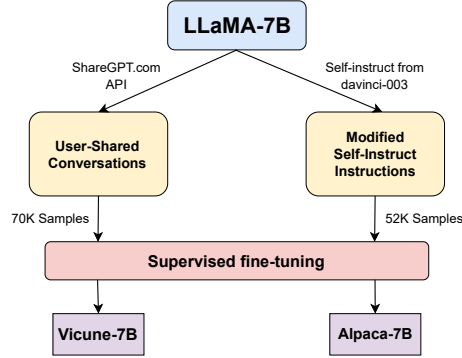 LLaMA-7B
ShareGPT.com
API
Self-instruct from
davinci-003
User-Shared
Conversations
Modified
Self-Instruct
Instructions
70K Samples
52K Samples
Supervised fine-tuning
Vicune-7B
Alpaca-7B